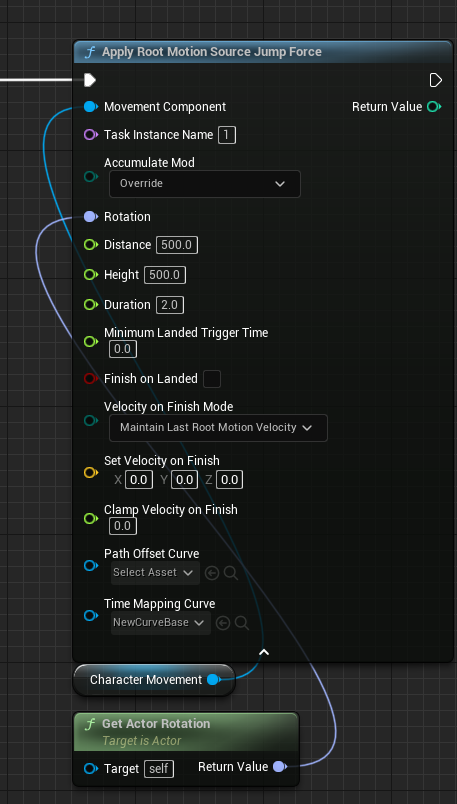 f Apply Root Motion Source Jump Force
Movement Component
Return Value
Task Instance Name 1
Accumulate Mod
Override
Rotation
Distance 500.0
Height 500.0
Duration 2.0
Minimum Landed Trigger Time
0.0
Finish on Landed
Velocity on Finish Mode
Maintain Last Root Motion Velocity
Set Velocity on Finish
X 0.0 Y 0.0 Z 0.0
Clamp Velocity on Finish
0.0
Path Offset Curve
Select Asset
Time Mapping Curve
NewCurveBase
Character Movement
f Get Actor Rotation
Target is Actor
Target self
Return Value